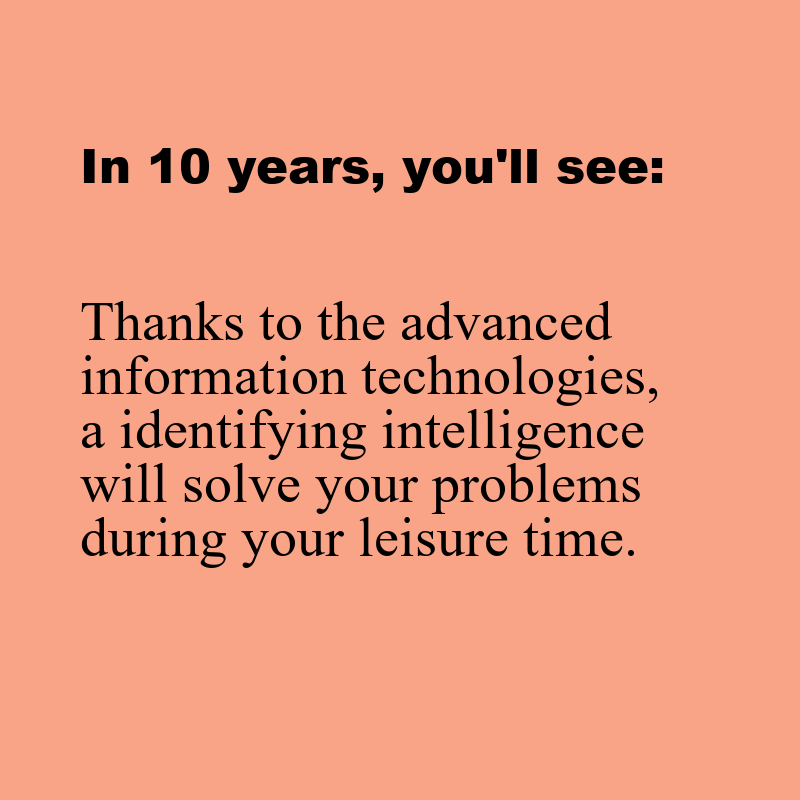 In 10 years, you'll see:
Thanks to the advanced
information technologies,
a identifying intelligence
will solve your problems
during your leisure time.